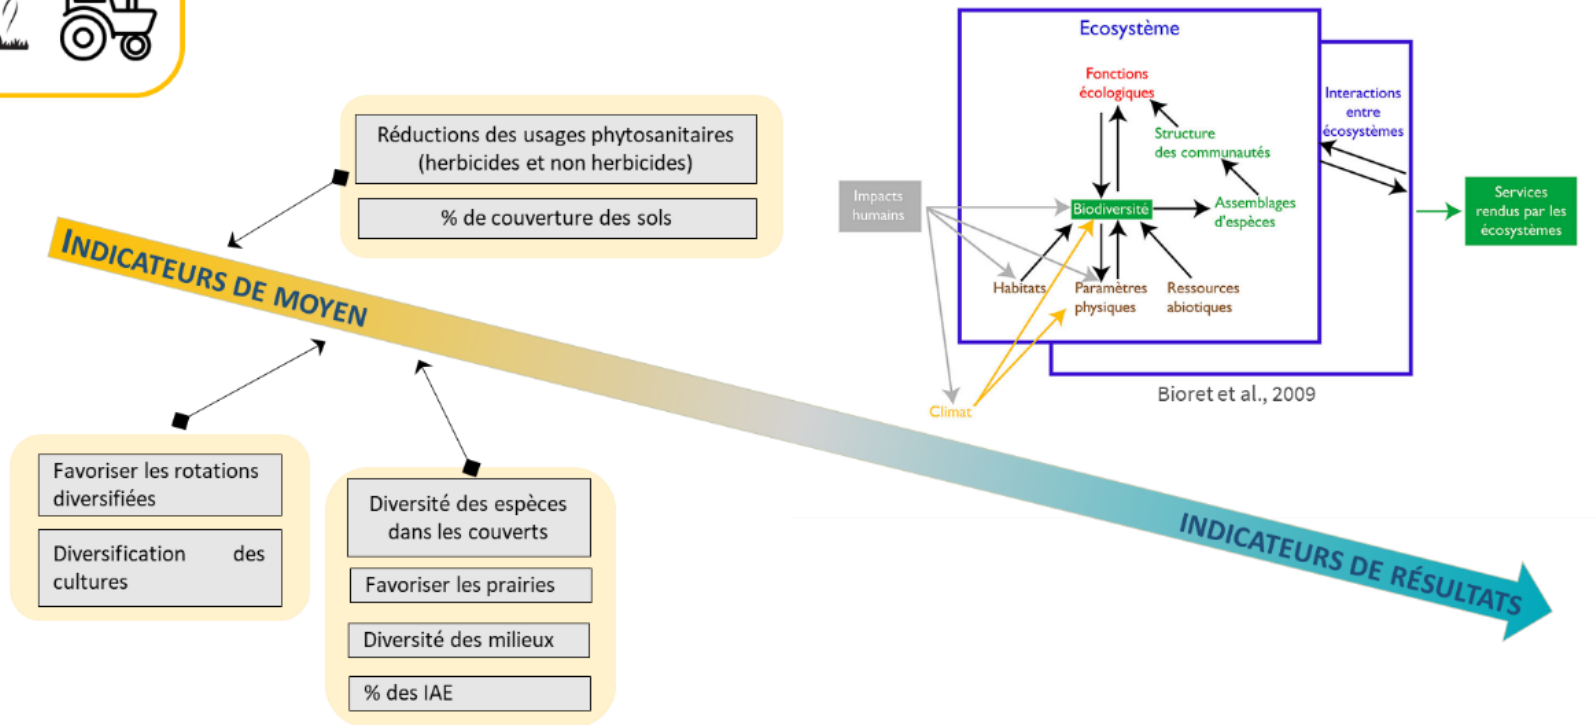 Réductions des usages phytosanitaires
(herbicides et non herbicides)
% de couverture des sols
INDICATEURS DE MOYEN
Favoriser les rotations
diversifiées
Diversification des
cultures
Diversité des espèces
dans les couverts
Favoriser les prairies
Diversité des milieux
% des IAE
Ecosystème
Fonctions
écologiques
Structure
des communautés
Interactions
entre
écosystèmes
Impacts
humains
Biodiversité
Assemblages
d'espèces
Services
rendus par les
écosystèmes
Habitats
Paramètres
physiques
Ressources
abiotiques
Climat
Bioret et al., 2009
INDICATEURS DE RÉSULTATS